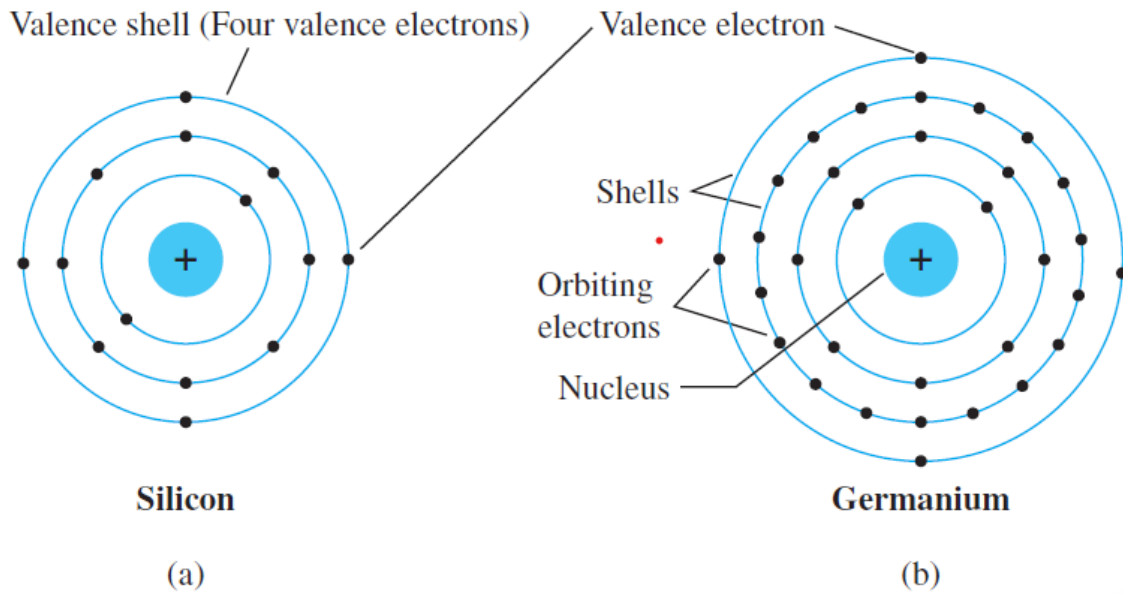 Valence shell (Four valence electrons)
Valence electron
Shells
Orbiting
electrons
Nucleus
+
+
Silicon
Germanium
(a)
(b)